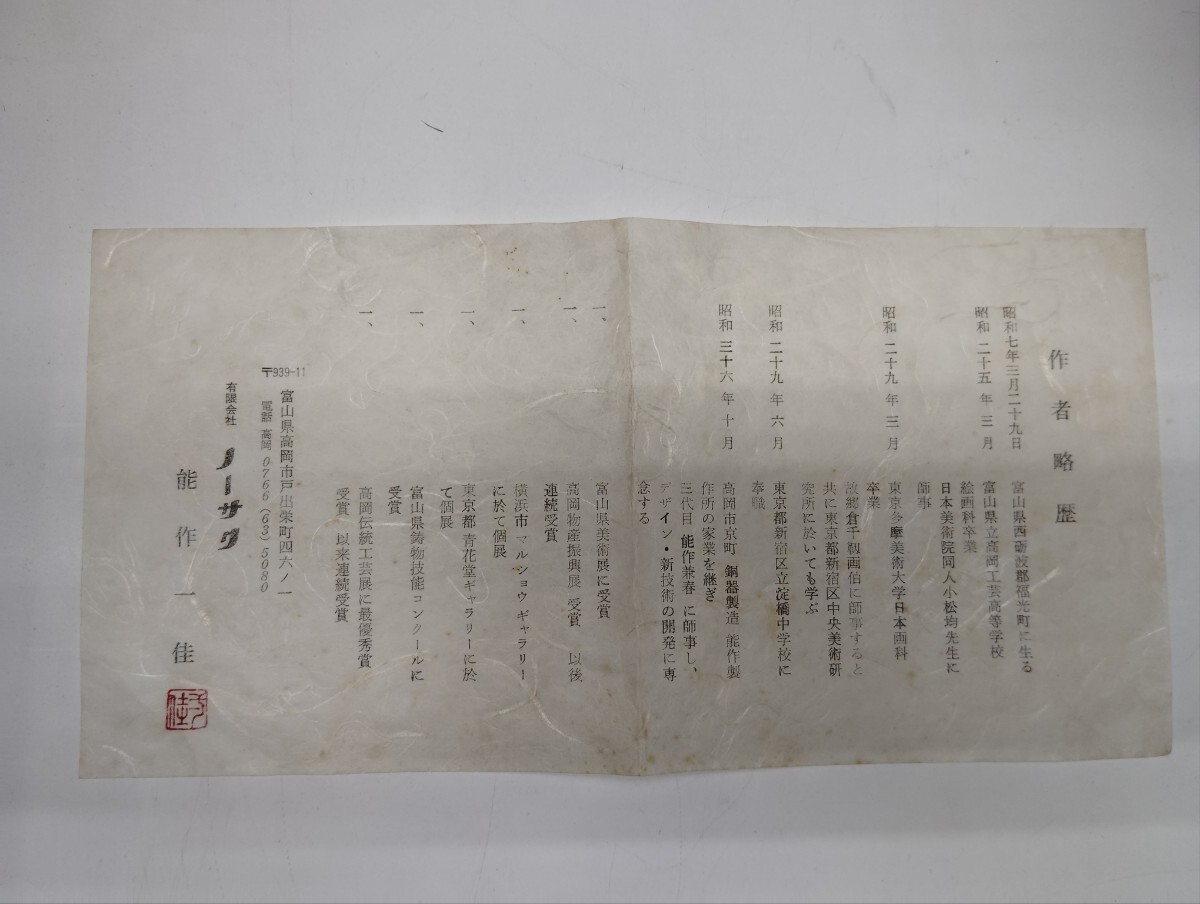 作者略歴
昭和七年三月二十九日
富山県西砺波郡福光町に生る
昭和二十五年三月
富山県立高岡工芸高等学校
絵画科卒業
日本美術院同人小松均先生に
師事
昭和二十九年三月
東京多摩美術大学日本画科
卒業
故郷倉千靱画伯に師事すると
共に東京都新宿区中央美術研
究所に於いても学ぶ
昭和二十九年六月
東京都新宿区立淀橋中学校に
奉職
昭和三十六年十月
高岡市京町 銅器製造 能作製
作所の家業を継ぎ
三代目 能作兼春 に師事し、
デザイン・新技術の開発に専
念する
一、 富山県美術展に受賞
一、 高岡物産振興展 受賞 以後
連続受賞
一、 横浜市 マルショウ ギャラリー
に於て個展
一、 東京都 青花堂ギャラリーに於
て個展
一、 富山県鋳物技能コンクールに
受賞
一、 高岡伝統工芸展に最優秀賞
受賞 以来連続受賞
〒939-11
富山県高岡市戸出栄町四六ノ一
電話 高岡 0766 (63) 5080
有限会社 ノーサク
能作一佳